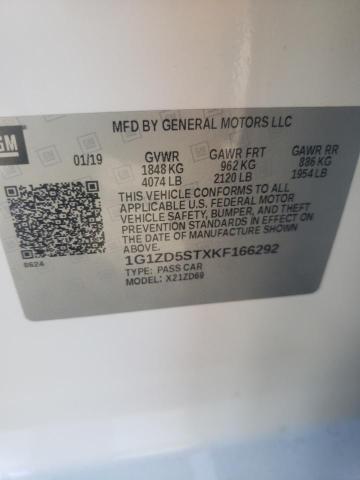 GM
MFD BY GENERAL MOTORS LLC
01/19 GVWR GAWR FRT GAWR RR
1848 KG 962 KG 886 KG
4074 LB 2120 LB 1954 LB
THIS VEHICLE CONFORMS TO ALL
APPLICABLE U.S. FEDERAL MOTOR
VEHICLE SAFETY, BUMPER, AND THEFT
PREVENTION STANDARDS IN EFFECT ON
THE DATE OF MANUFACTURE SHOWN
ABOVE.
1G1ZD5STXKF166292
TYPE: PASS CAR
MODEL: X21ZD69
8624